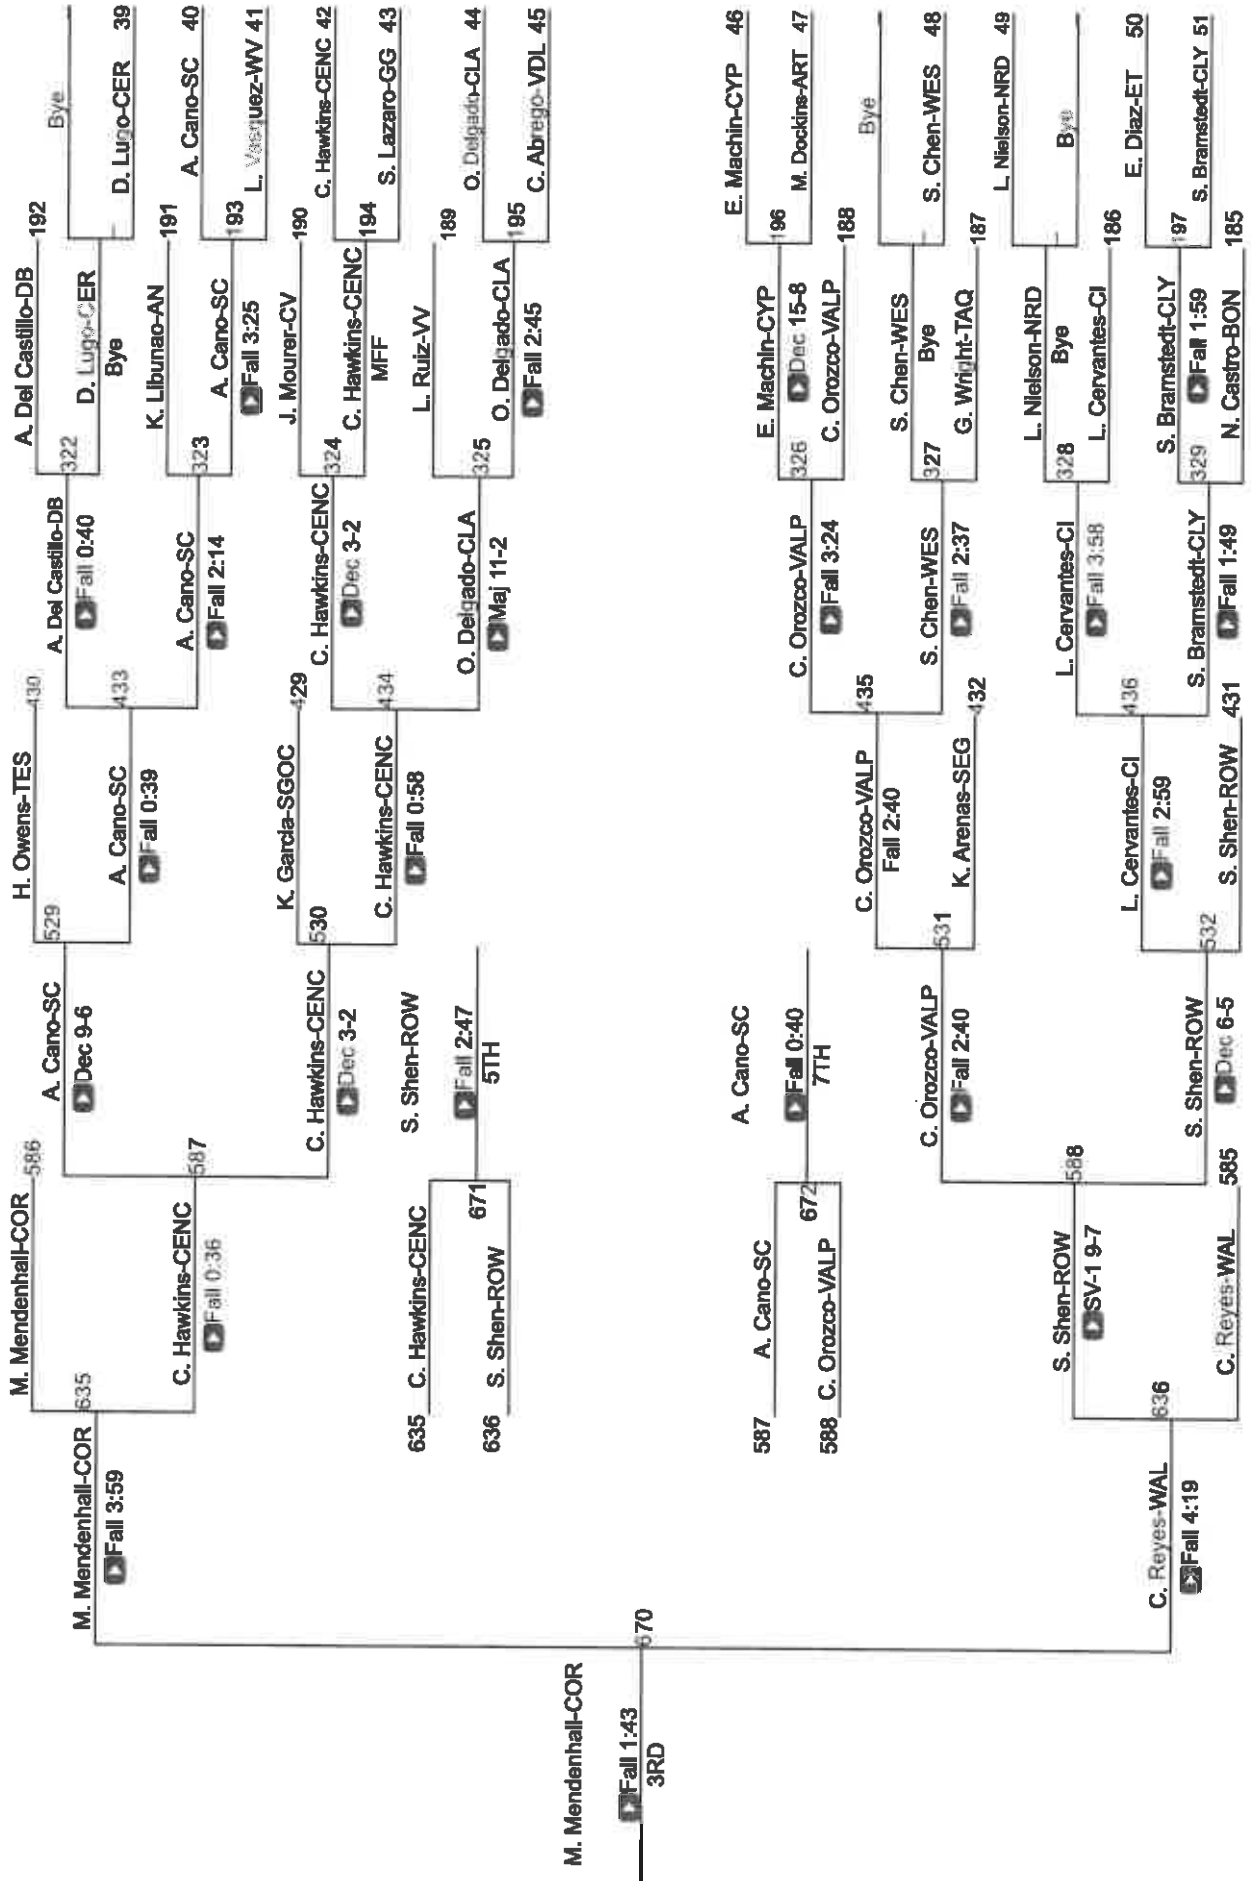 Bye
D. Lugo-CER 39
A. Cano-SC 40
L. Vasquez-WV 41
C. Hawkins-CENC 42
S. Lazaro-GG 43
O. Delgado-CLA 44
C. Abrego-VDL 45
E. Machin-CYP 46
M. Dockins-ART 47
Bye
S. Chen-WES 48
L. Nielson-NRD 49
Bye
E. Diaz-ET 50
S. Bramstedt-CLY 51
A. Del Castillo-DB 192
D. Lugo-CER
Bye
K. Libunao-AN 191
A. Cano-SC 193
Fall 3:25
J. Mourer-CV 190
C. Hawkins-CENC 194
MFF
L. Ruiz-VV 189
O. Delgado-CLA 195
Fall 2:45
E. Machin-CYP 196
Dec 15-8
C. Orozco-VALP 188
S. Chen-WES
Bye
G. Wright-TAQ 187
L. Nielson-NRD
Bye
L. Cervantes-CI 186
S. Bramstedt-CLY 197
Fall 1:59
N. Castro-BON 185
A. Del Castillo-DB 322
Fall 0:40
A. Cano-SC 323
Fall 2:14
C. Hawkins-CENC 324
Dec 3-2
O. Delgado-CLA 325
Maj 11-2
C. Orozco-VALP 326
Fall 3:24
S. Chen-WES 327
Fall 2:37
L. Cervantes-CI 328
Fall 3:58
S. Bramstedt-CLY 329
Fall 1:49
H. Owens-TES 430
A. Cano-SC 433
Fall 0:39
K. Garcia-SGOC 429
C. Hawkins-CENC 434
Fall 0:58
C. Orozco-VALP 435
Fall 2:40
K. Arenas-SEG 432
L. Cervantes-CI 436
Fall 2:59
S. Shen-ROW 431
A. Cano-SC 529
Dec 9-6
C. Hawkins-CENC 530
Dec 3-2
C. Orozco-VALP 531
Fall 2:40
S. Shen-ROW 532
Dec 6-5
M. Mendenhall-COR 586
C. Hawkins-CENC 587
Fall 0:36
S. Shen-ROW 588
SV-1 9-7
C. Reyes-WAL 585
M. Mendenhall-COR 635
Fall 3:59
C. Reyes-WAL 636
Fall 4:19
M. Mendenhall-COR 670
Fall 1:43
3RD
635 C. Hawkins-CENC
636 S. Shen-ROW
671
S. Shen-ROW
Fall 2:47
5TH
587 A. Cano-SC
588 C. Orozco-VALP
672
A. Cano-SC
Fall 0:40
7TH